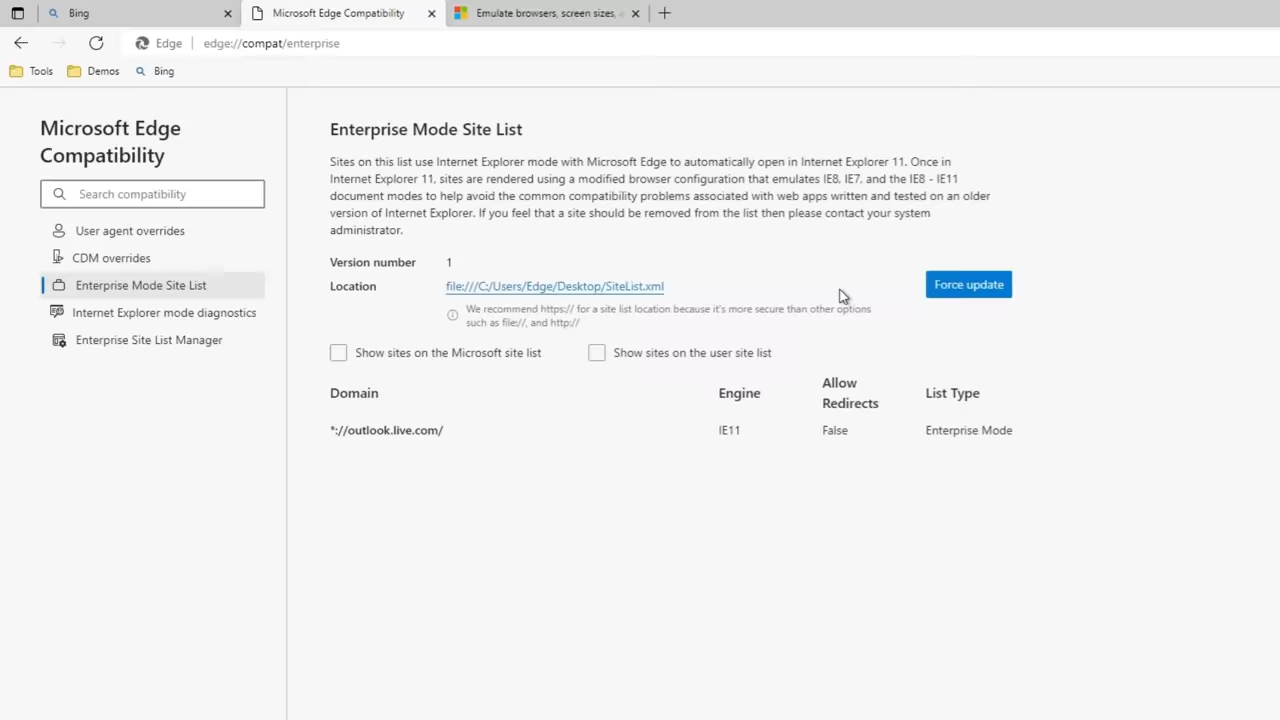 Bing
Microsoft Edge Compatibility
Emulate browsers, screen sizes,
Edge
edge://compat/enterprise
Tools
Demos
Bing
Microsoft Edge
Compatibility
Search compatibility
User agent overrides
CDM overrides
Enterprise Mode Site List
Internet Explorer mode diagnostics
Enterprise Site List Manager
Enterprise Mode Site List
Sites on this list use Internet Explorer mode with Microsoft Edge to automatically open in Internet Explorer 11. Once in
Internet Explorer 11, sites are rendered using a modified browser configuration that emulates IE8, IE7, and the IE8 - IE11
document modes to help avoid the common compatibility problems associated with web apps written and tested on an older
version of Internet Explorer. If you feel that a site should be removed from the list then please contact your system
administrator.
Version number 1
Location file:///C:/Users/Edge/Desktop/SiteList.xml
Force update
We recommend https:// for a site list location because it's more secure than other options
such as file://, and http://
Show sites on the Microsoft site list
Show sites on the user site list
Domain Engine Allow Redirects List Type
*://outlook.live.com/ IE11 False Enterprise Mode